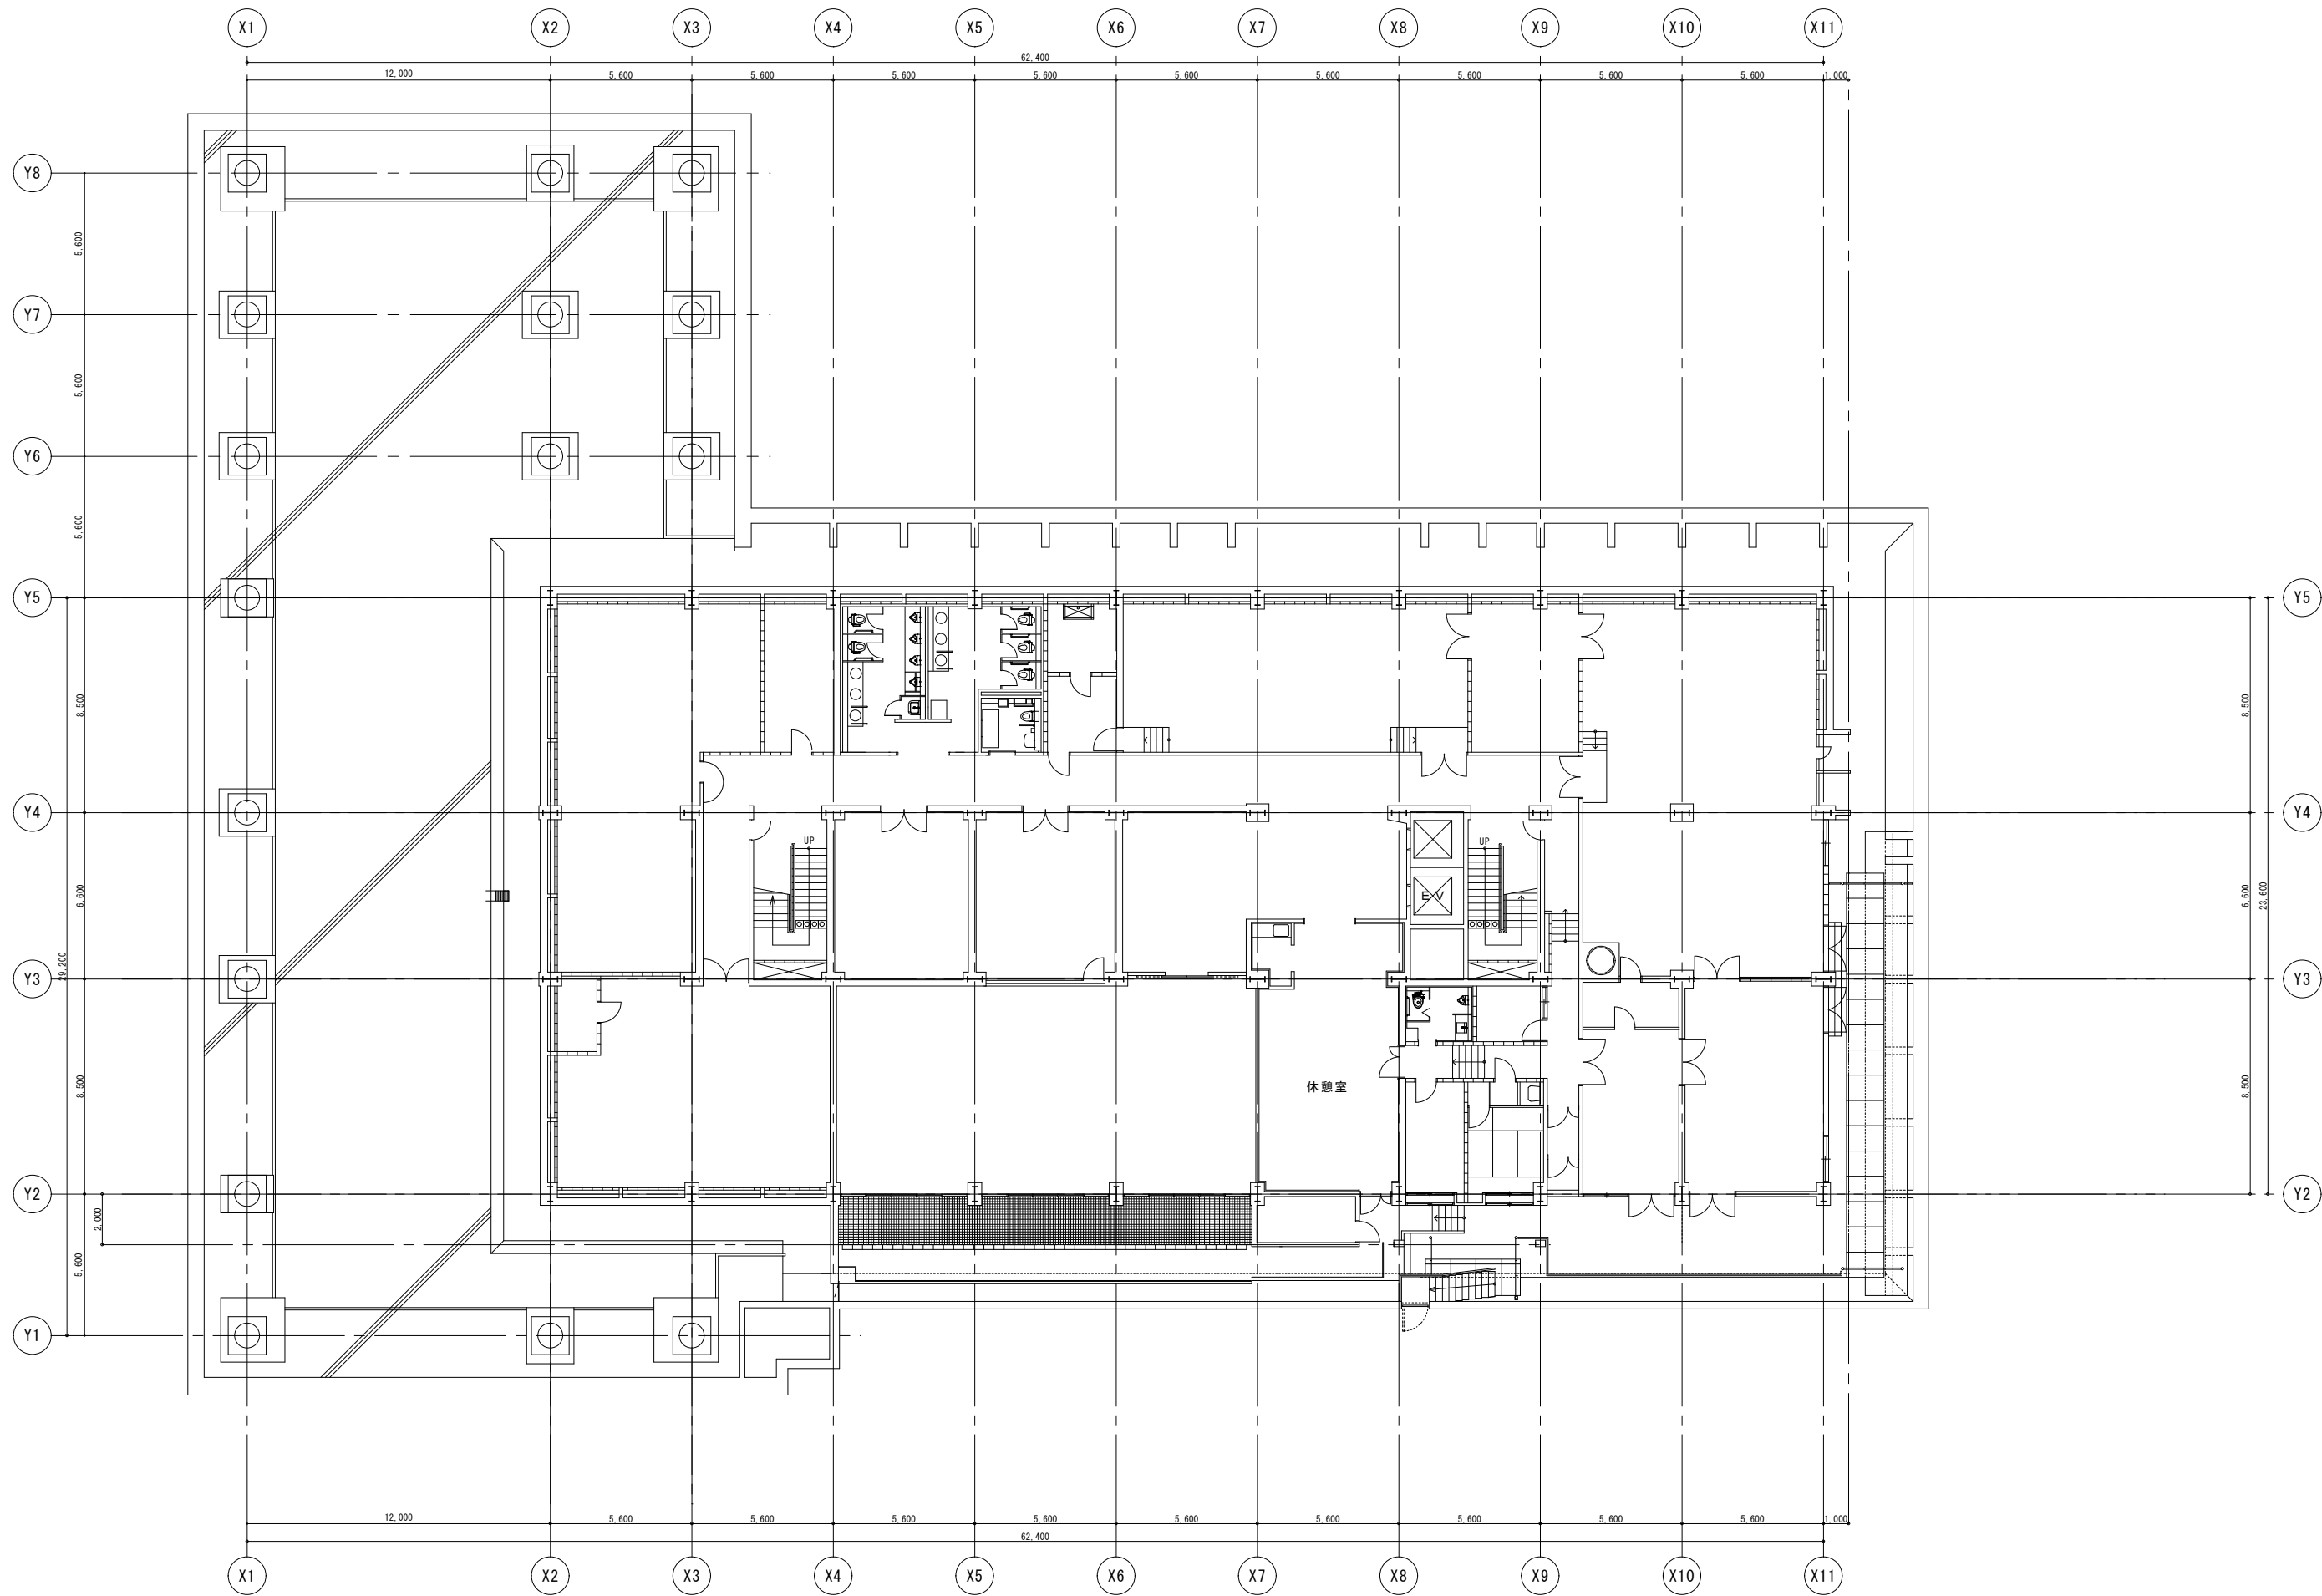 X1 X2 X3 X4 X5 X6 X7 X8 X9 X10 X11
62,400
12,000 5,600 5,600 5,600 5,600 5,600 5,600 5,600 5,600 5,600 1,000
Y8
5,600
Y7
5,600
Y6
5,600
Y5 Y5
8,500 8,500
Y4 Y4
UP UP
6,600 EV 6,600 23,600
29,200
Y3 Y3
8,500 休憩室 8,500
Y2 Y2
2,000
5,600
Y1
12,000 5,600 5,600 5,600 5,600 5,600 5,600 5,600 5,600 5,600 1,000
62,400
X1 X2 X3 X4 X5 X6 X7 X8 X9 X10 X11